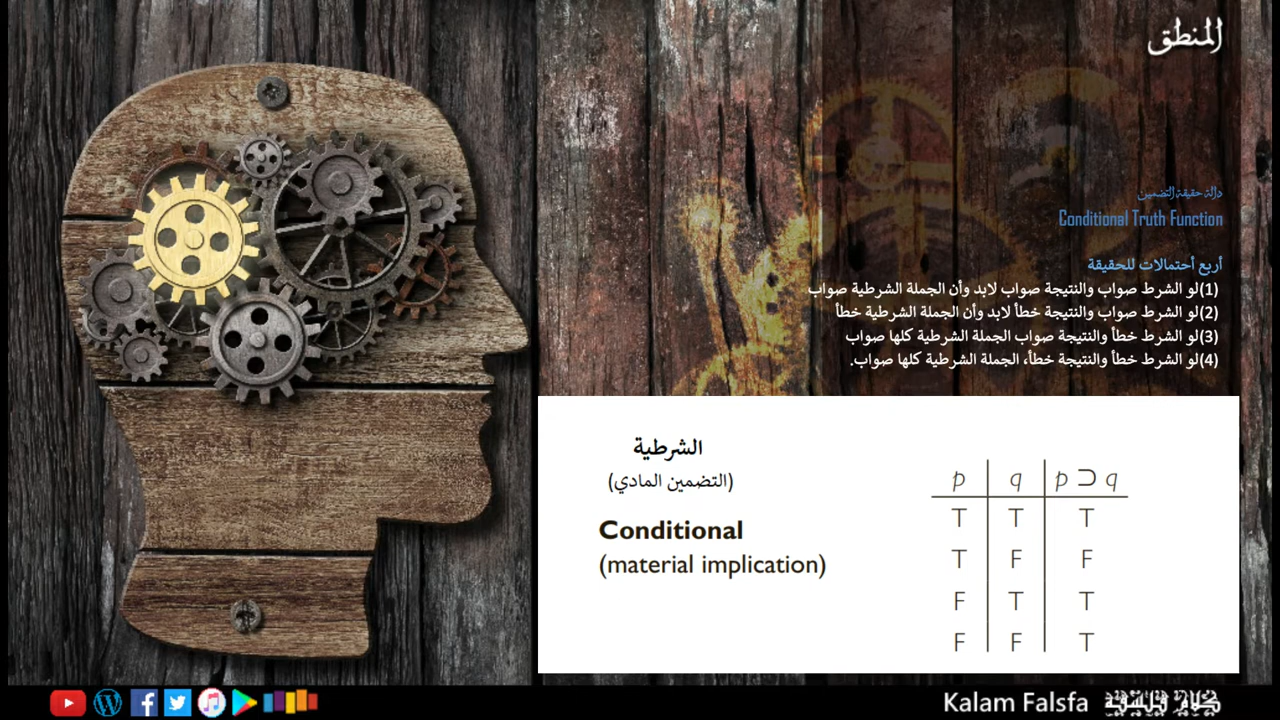 المنطق
دالة حقيقة التضمين
Conditional Truth Function
أربع أحتمالات للحقيقة
(1)لو الشرط صواب والنتيجة صواب لابد وأن الجملة الشرطية صواب
(2)لو الشرط صواب والنتيجة خطأ لابد وأن الجملة الشرطية خطأ
(3)لو الشرط خطأ والنتيجة صواب الجملة الشرطية كلها صواب
(4)لو الشرط خطأ والنتيجة خطأ، الجملة الشرطية كلها صواب.
الشرطية
(التضمين المادي)
Conditional
(material implication)
p q p ⊃ q
T T T
T F F
F T T
F F T
Kalam Falsfa كلام فلسفة